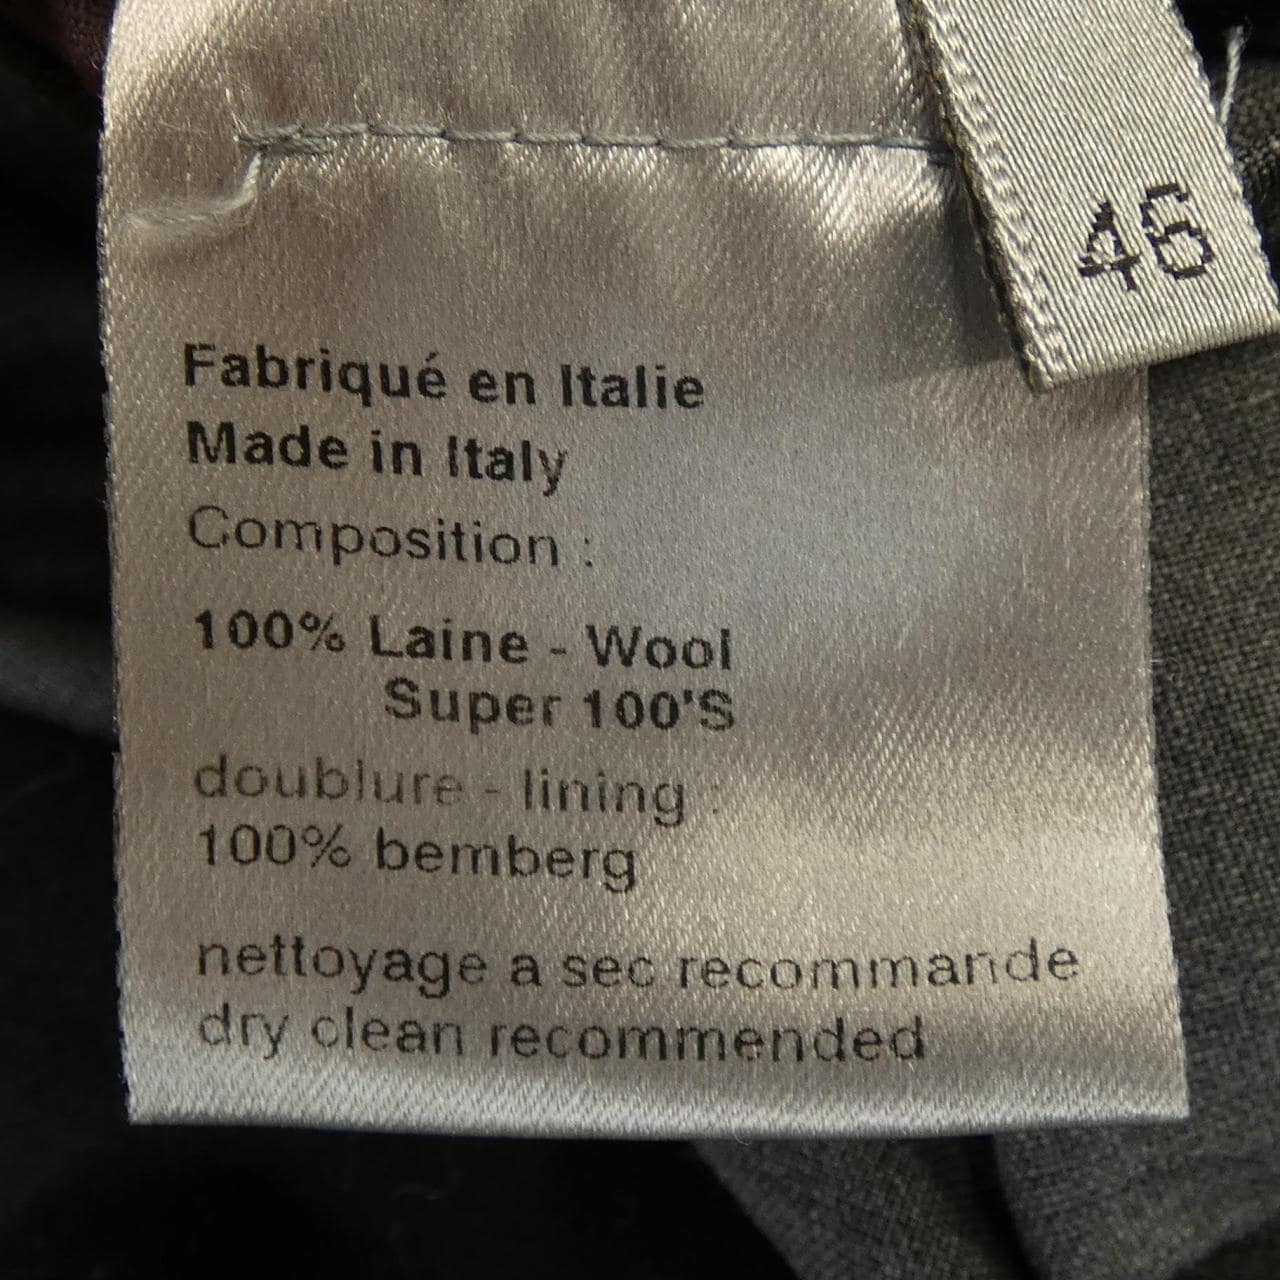 46
Fabriqué en Italie
Made in Italy
Composition :
100% Laine - Wool
Super 100'S
doublure - lining :
100% bemberg
nettoyage a sec recommande
dry clean recommended